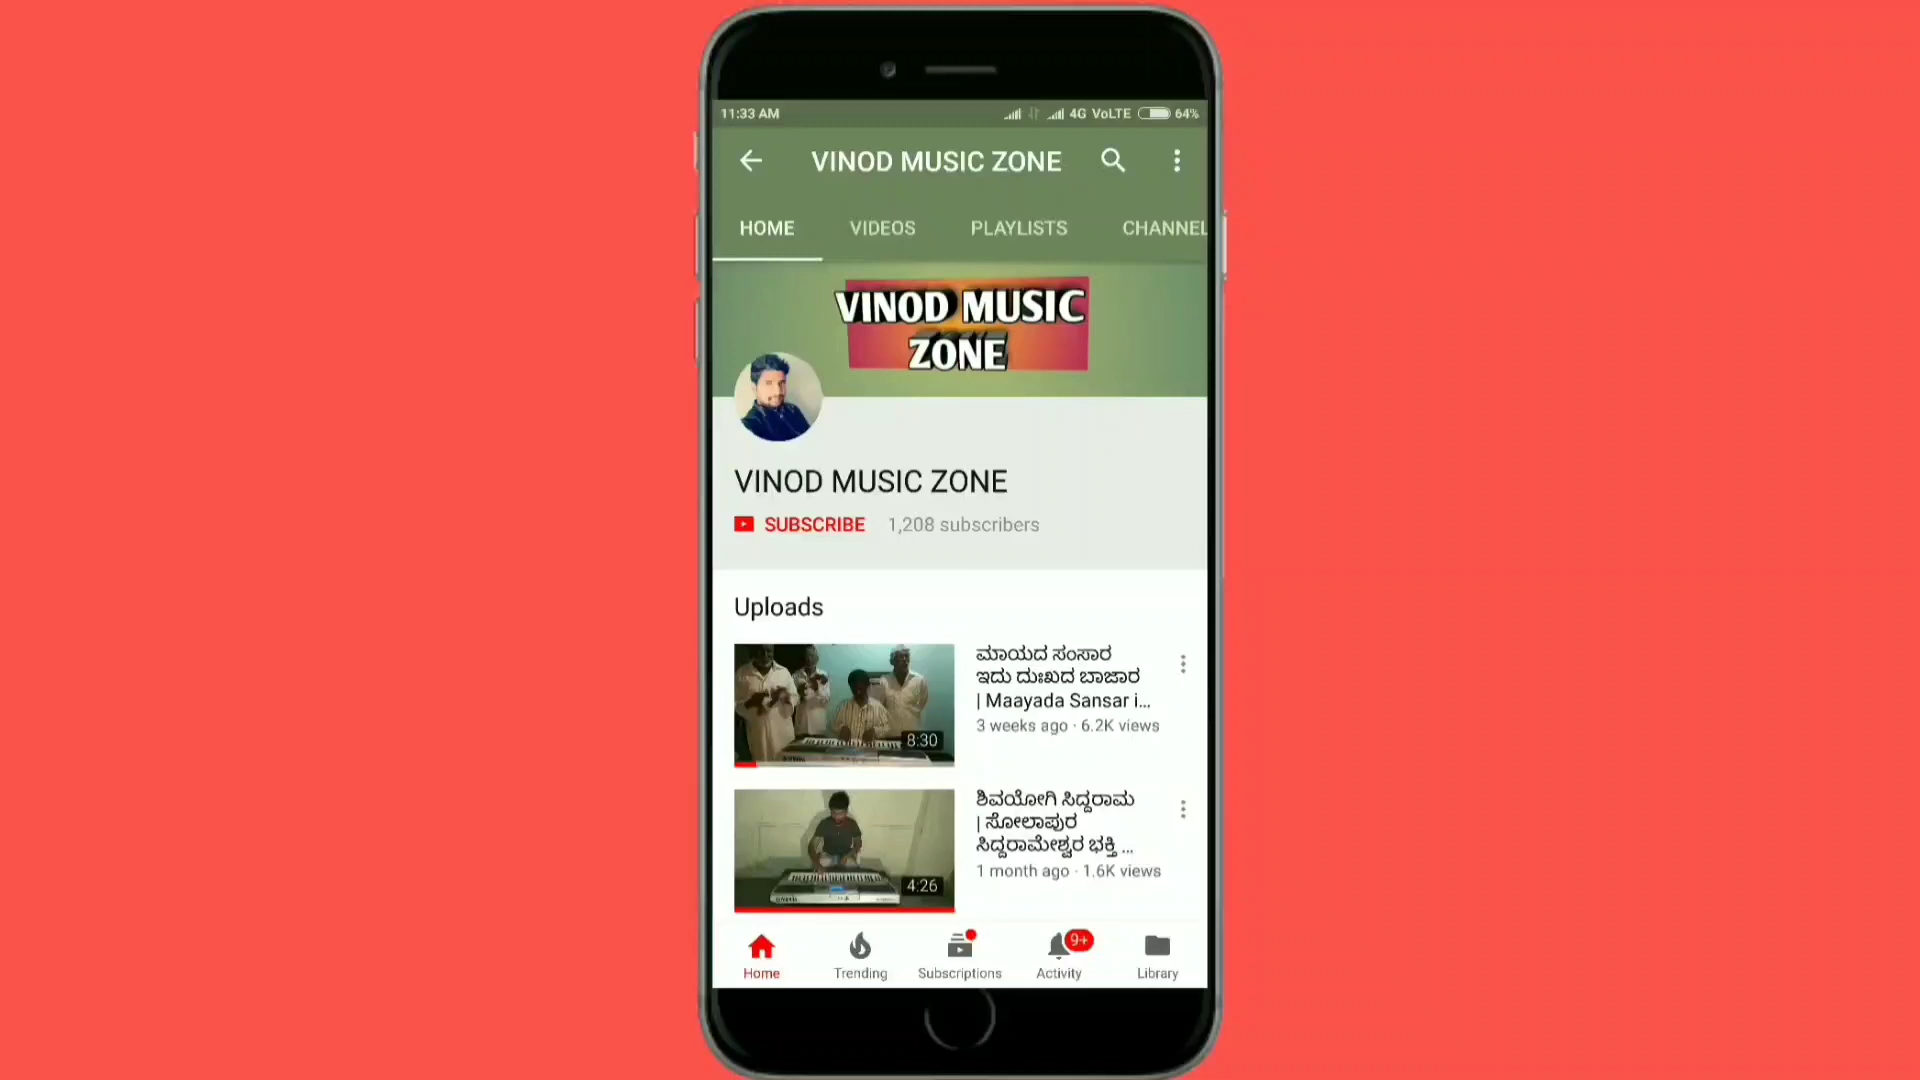 11:33 AM
4G VoLTE 64%
VINOD MUSIC ZONE
HOME VIDEOS PLAYLISTS CHANNEL
VINOD MUSIC
ZONE
VINOD MUSIC ZONE
SUBSCRIBE 1,208 subscribers
Uploads
8:30
ಮಾಯದ ಸಂಸಾರ
ಇದು ದುಃಖದ ಬಾಜಾರ
| Maayada Sansar i...
3 weeks ago · 6.2K views
4:26
ಶಿವಯೋಗಿ ಸಿದ್ದರಾಮ
| ಸೋಲಾಪುರ
ಸಿದ್ದರಾಮೇಶ್ವರ ಭಕ್ತಿ ...
1 month ago · 1.6K views
9+
Home Trending Subscriptions Activity Library